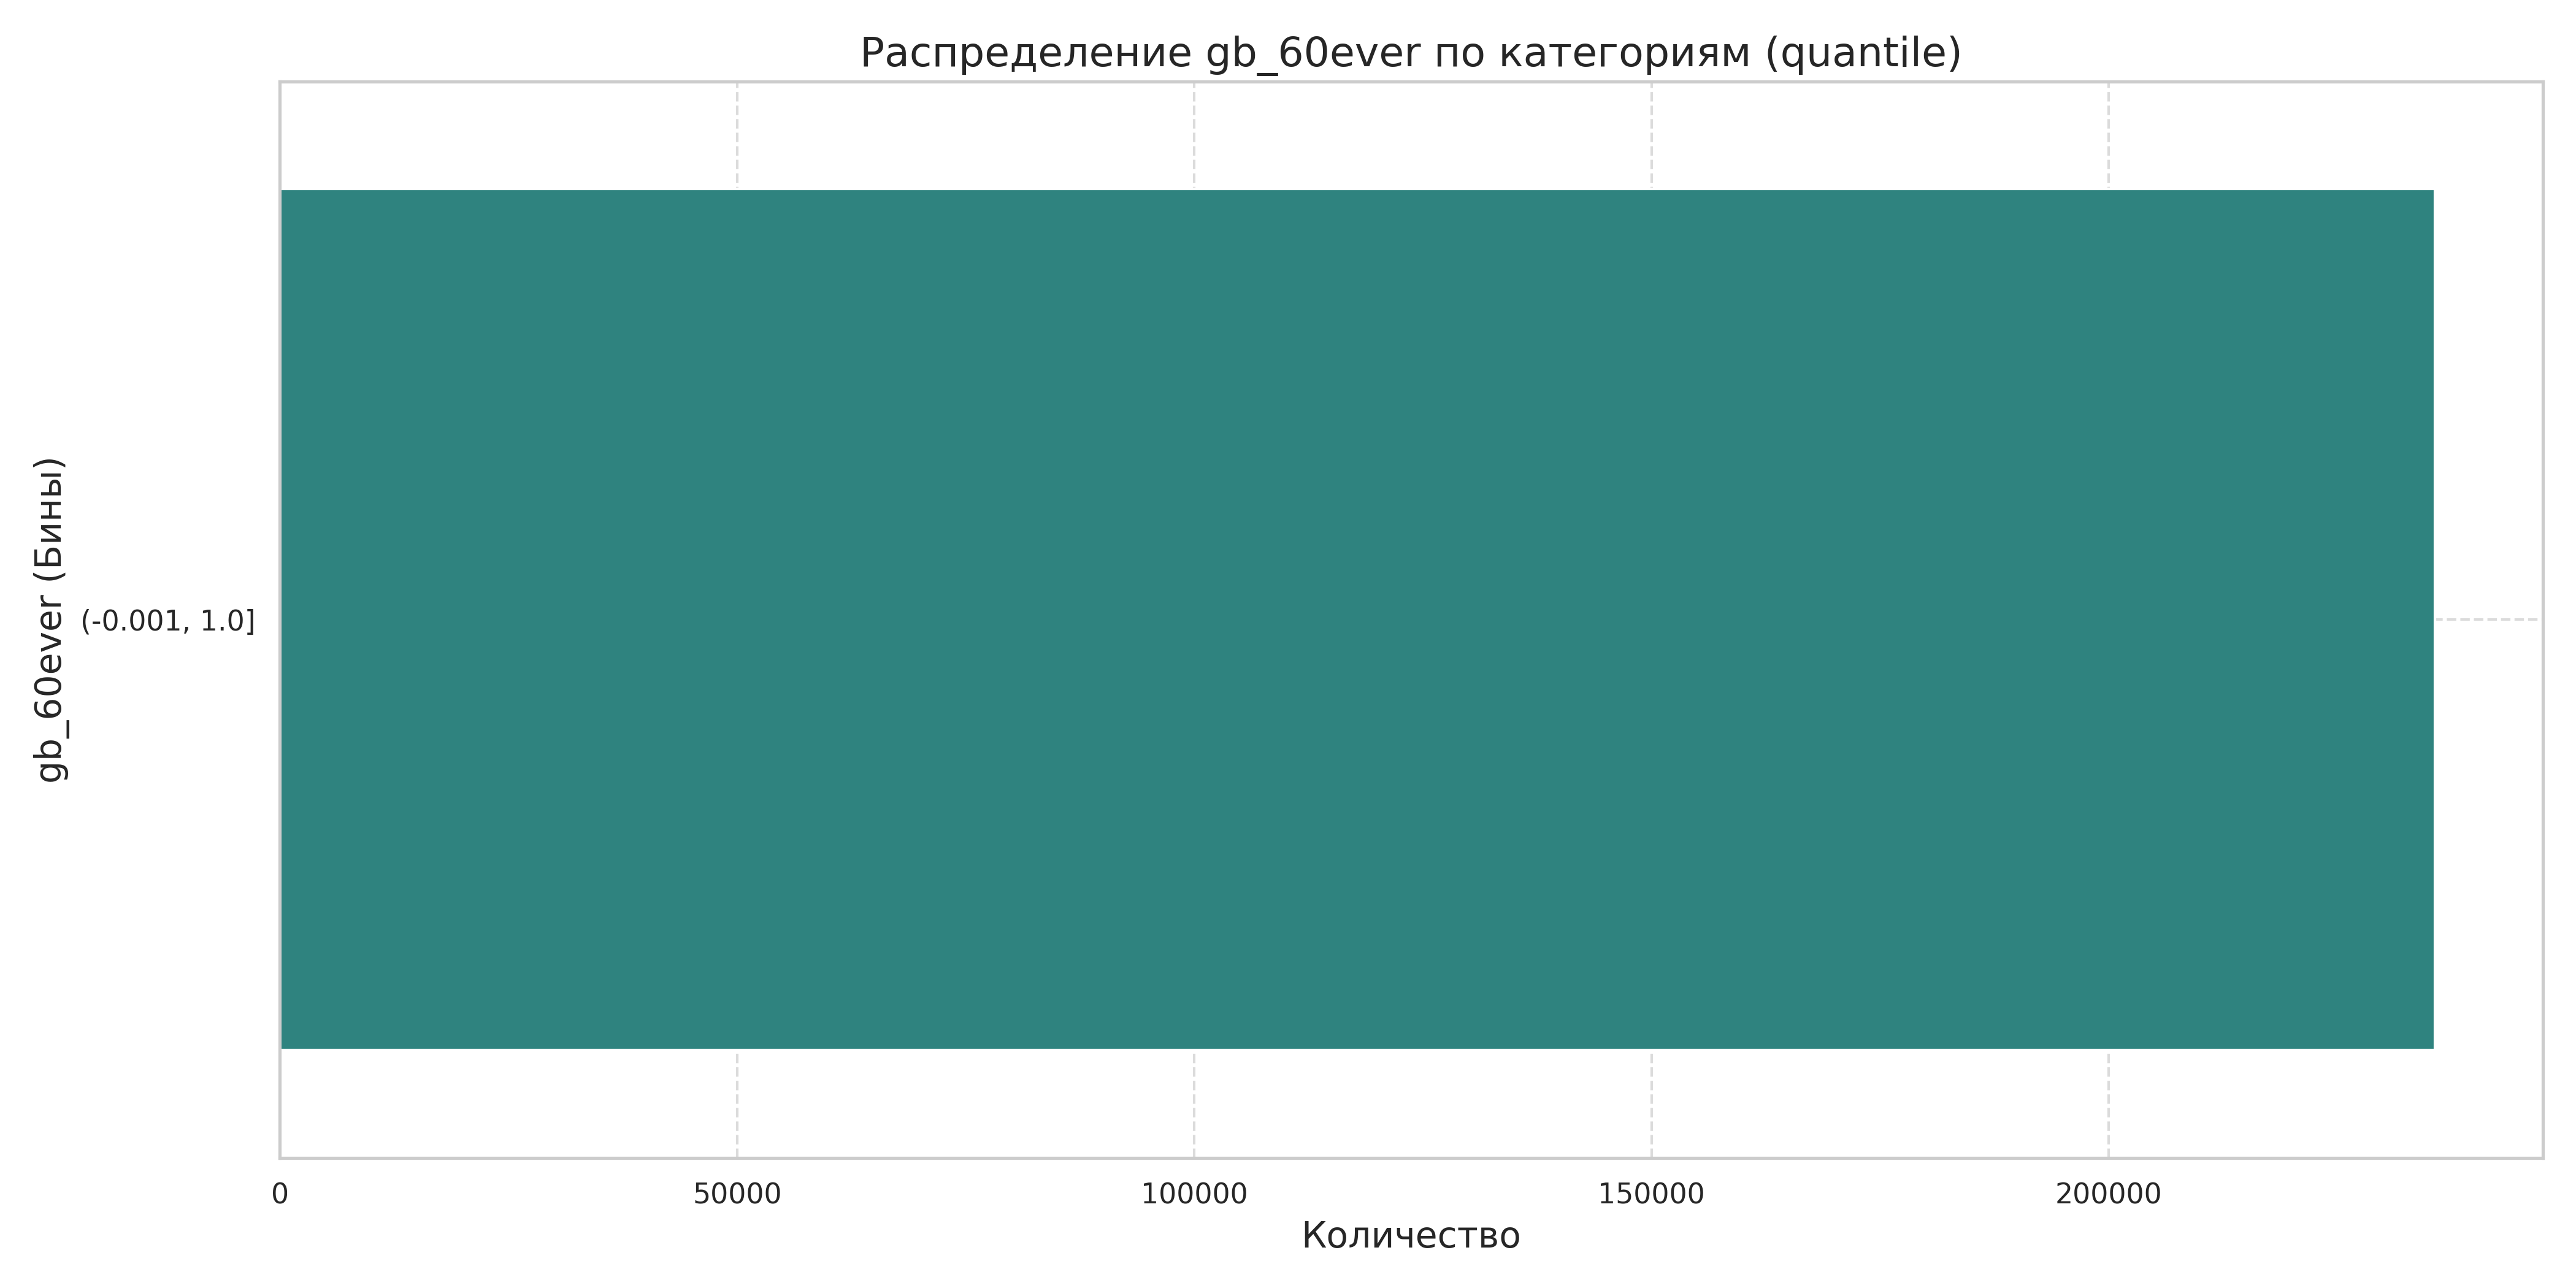 Распределение gb_60ever по категориям (quantile)
gb_60ever (Бины)
(-0.001, 1.0]
0
50000
100000
150000
200000
Количество